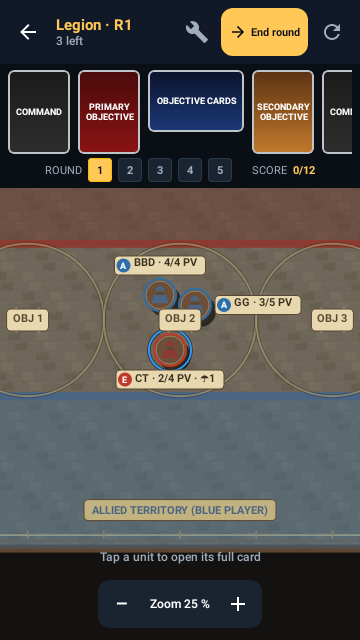 Legion · R1
3 left
End round
COMMAND
PRIMARY
OBJECTIVE
OBJECTIVE CARDS
SECONDARY
OBJECTIVE
ROUND 1 2 3 4 5 SCORE 0/12
A BBD · 4/4 PV
A GG · 3/5 PV
OBJ 1
OBJ 2
OBJ 3
E CT · 2/4 PV · ☂1
ALLIED TERRITORY (BLUE PLAYER)
Tap a unit to open its full card
− Zoom 25 % +